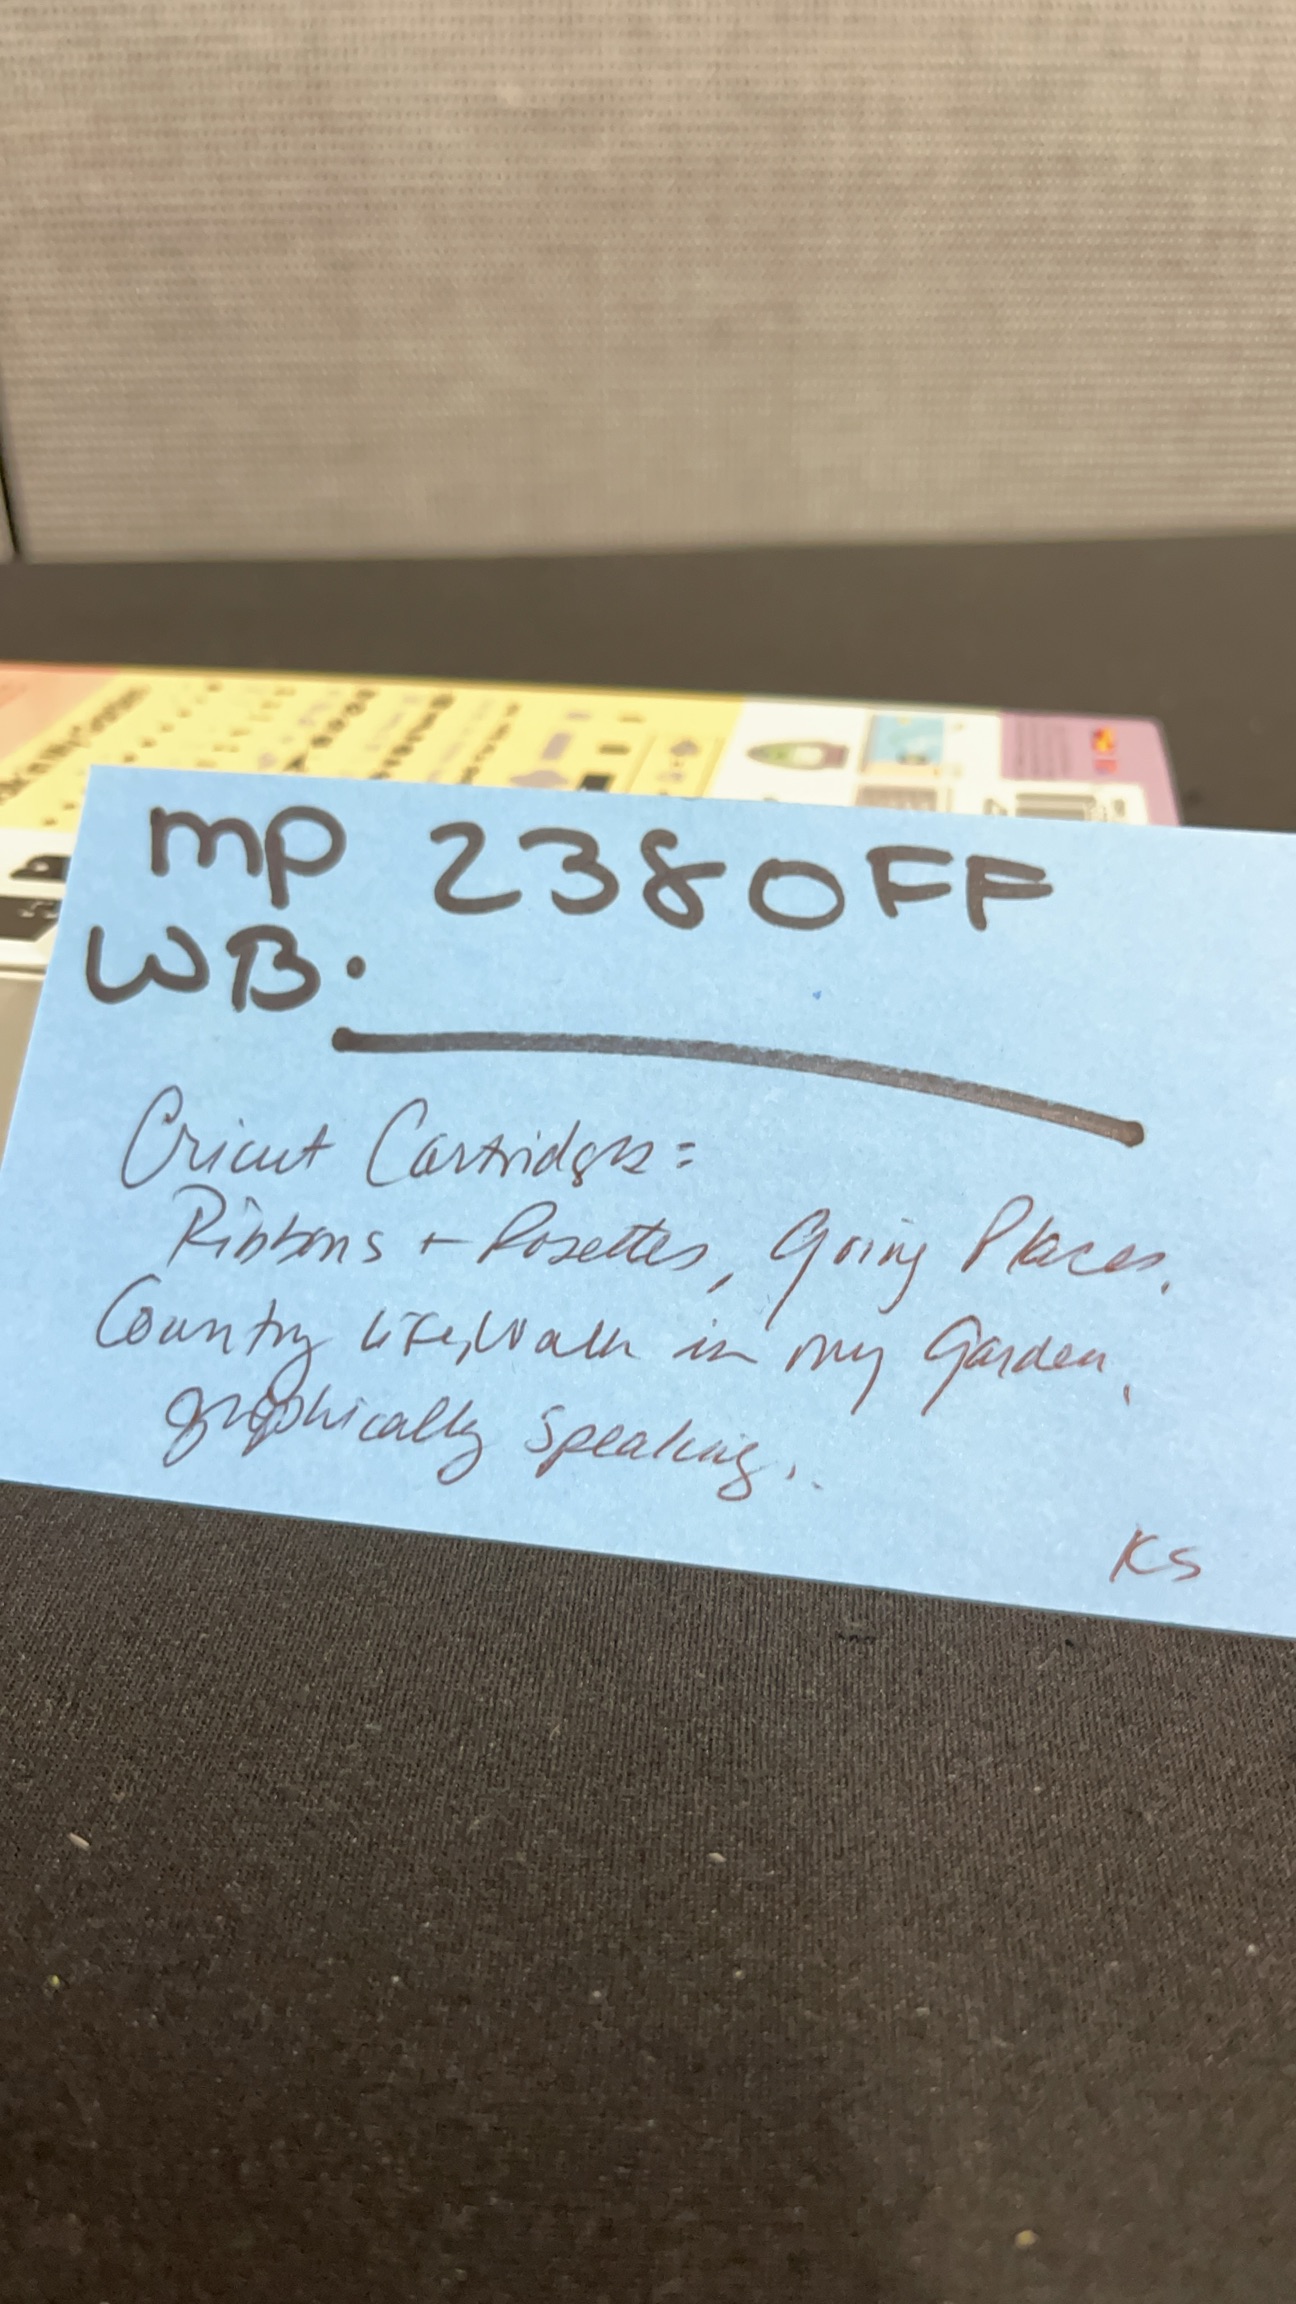 mp 2380FF
WB.
Cricut Cartridges:
Ribbons + Rosettes, Going Places,
Country Life, Walk in my Garden,
graphically speaking..
KS